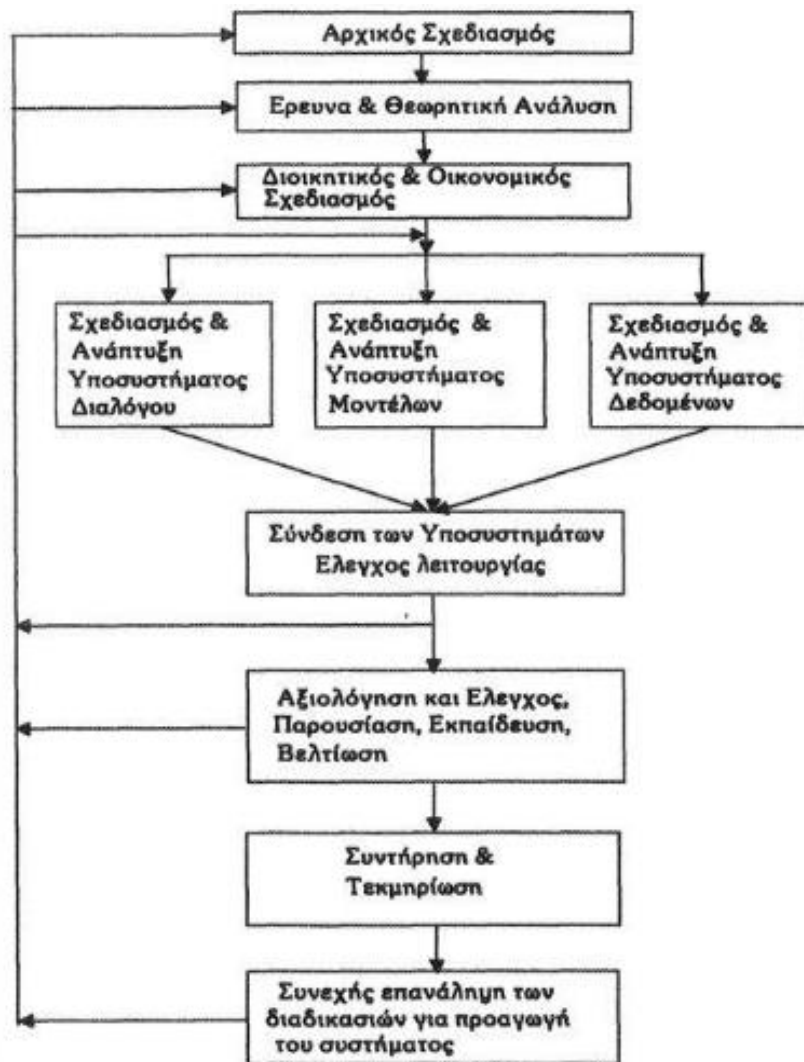 Αρχικός Σχεδιασμός
Ερευνα & Θεωρητική Ανάλυση
Διοικητικός & Οικονομικός
Σχεδιασμός
Σχεδιασμός &
Ανάπτυξη
Υποσυστήματος
Διαλόγου
Σχεδιασμός &
Ανάπτυξη
Υποσυστήματος
Μοντέλων
Σχεδιασμός &
Ανάπτυξη
Υποσυστήματος
Δεδομένων
Σύνδεση των Υποσυστημάτων
Ελεγχος λειτουργίας
Αξιολόγηση και Ελεγχος,
Παρουσίαση, Εκπαίδευση,
Βελτίωση
Συντήρηση &
Τεκμηρίωση
Συνεχής επανάληψη των
διαδικασιών για προαγωγή
του συστήματος